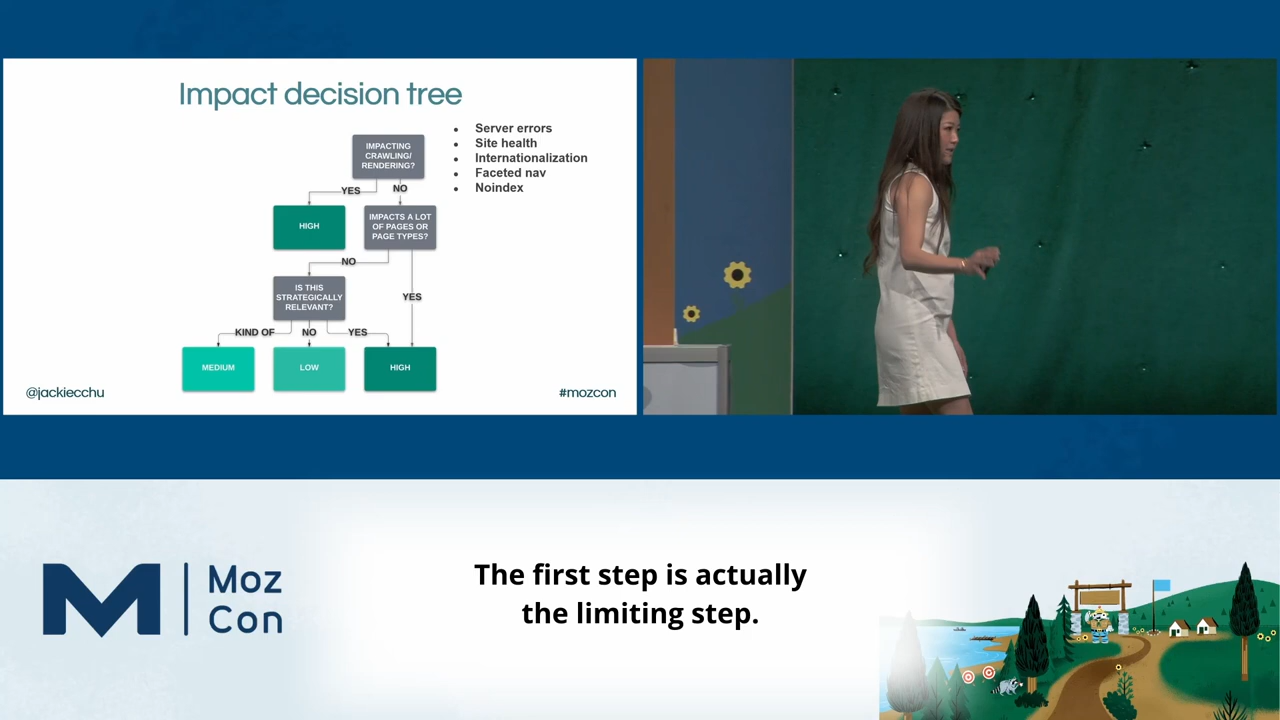 Impact decision tree
IMPACTING
CRAWLING/
RENDERING?
Server errors
Site health
Internationalization
Faceted nav
Noindex
YES
NO
HIGH
IMPACTS A LOT
OF PAGES OR
PAGE TYPES?
NO
IS THIS
STRATEGICALLY
RELEVANT?
YES
KIND OF
NO
YES
MEDIUM
LOW
HIGH
@jackiecchu
#mozcon
Moz
Con
The first step is actually
the limiting step.